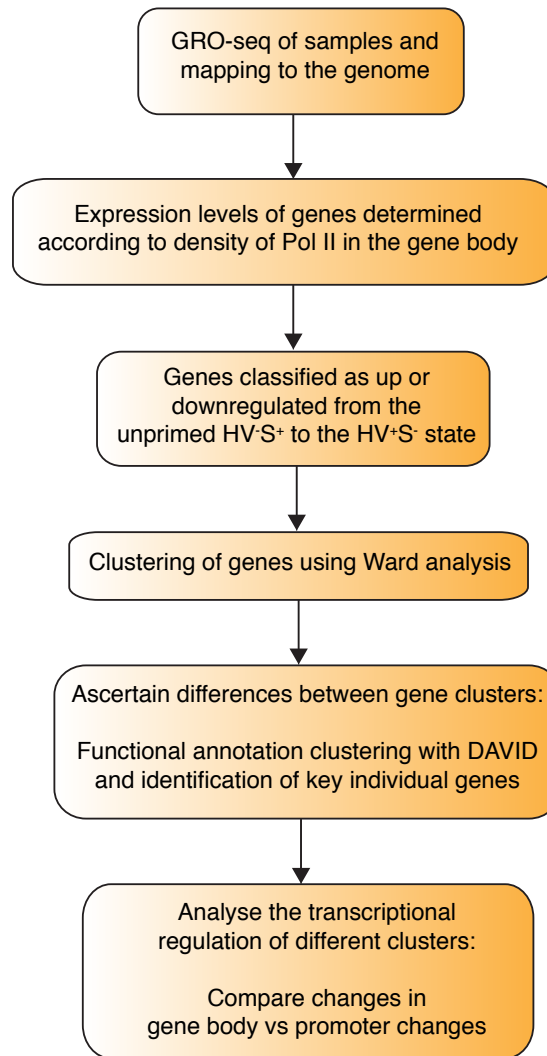 GRO-seq of samples and
mapping to the genome
Expression levels of genes determined
according to density of Pol II in the gene body
Genes classified as up or
downregulated from the
unprimed HV⁻S⁺ to the HV⁺S⁻ state
Clustering of genes using Ward analysis
Ascertain differences between gene clusters:
Functional annotation clustering with DAVID
and identification of key individual genes
Analyse the transcriptional
regulation of different clusters:
Compare changes in
gene body vs promoter changes